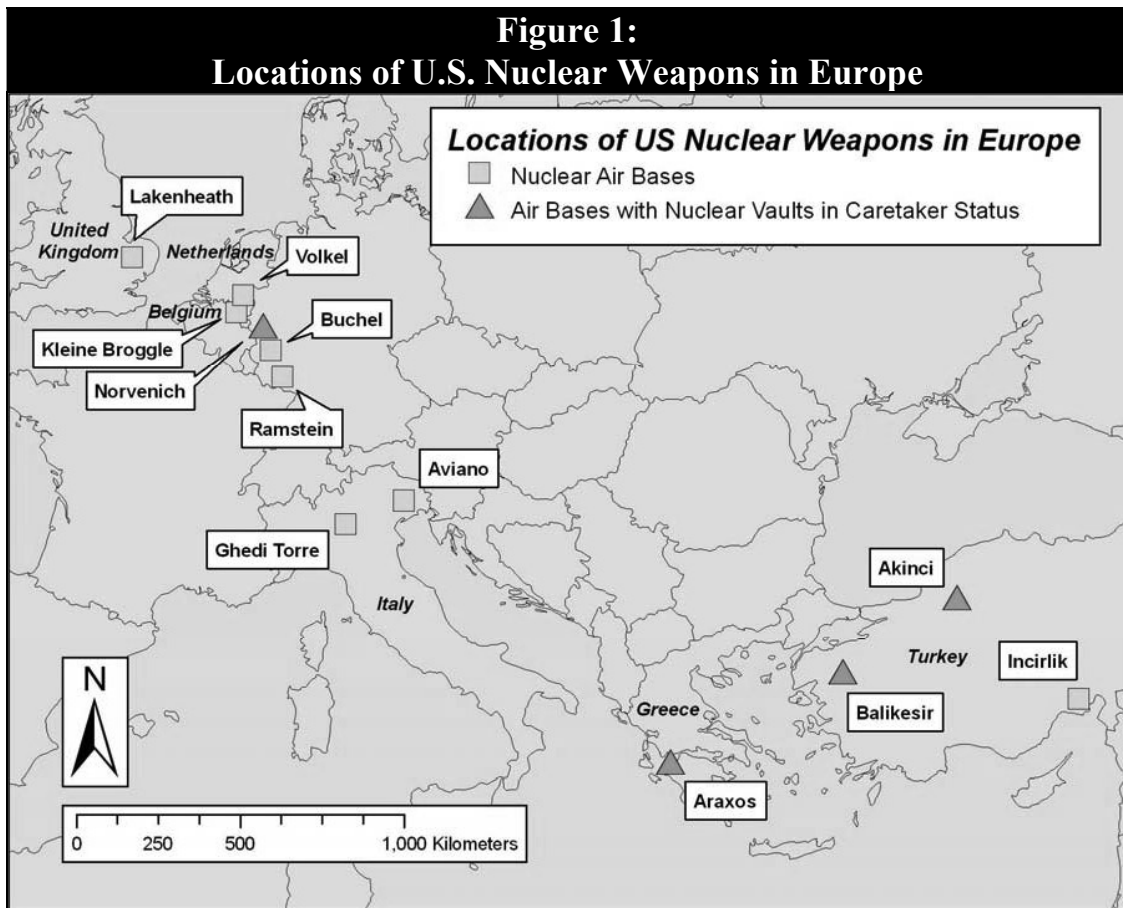 Figure 1:
Locations of U.S. Nuclear Weapons in Europe
Locations of US Nuclear Weapons in Europe
Nuclear Air Bases
Air Bases with Nuclear Vaults in Caretaker Status
Lakenheath
United
Kingdom
Netherlands
Volkel
Belgium
Buchel
Kleine Broggle
Norvenich
Ramstein
Aviano
Ghedi Torre
Italy
Akinci
Turkey
Incirlik
Balikesir
Greece
Araxos
N
0 250 500 1,000 Kilometers